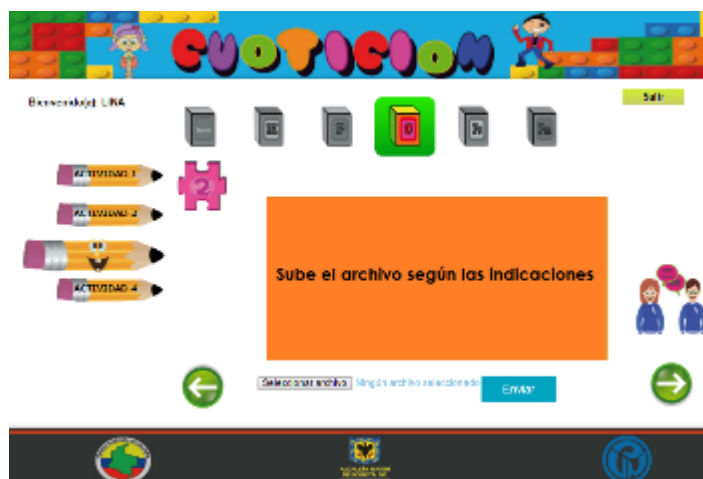 CUOTICION
Bienvenido(a): LINA
Salir
ACTIVIDAD 1
2
ACTIVIDAD 2
ACTIVIDAD 4
Sube el archivo según las indicaciones
Seleccionar archivo Ningún archivo seleccionado
Enviar